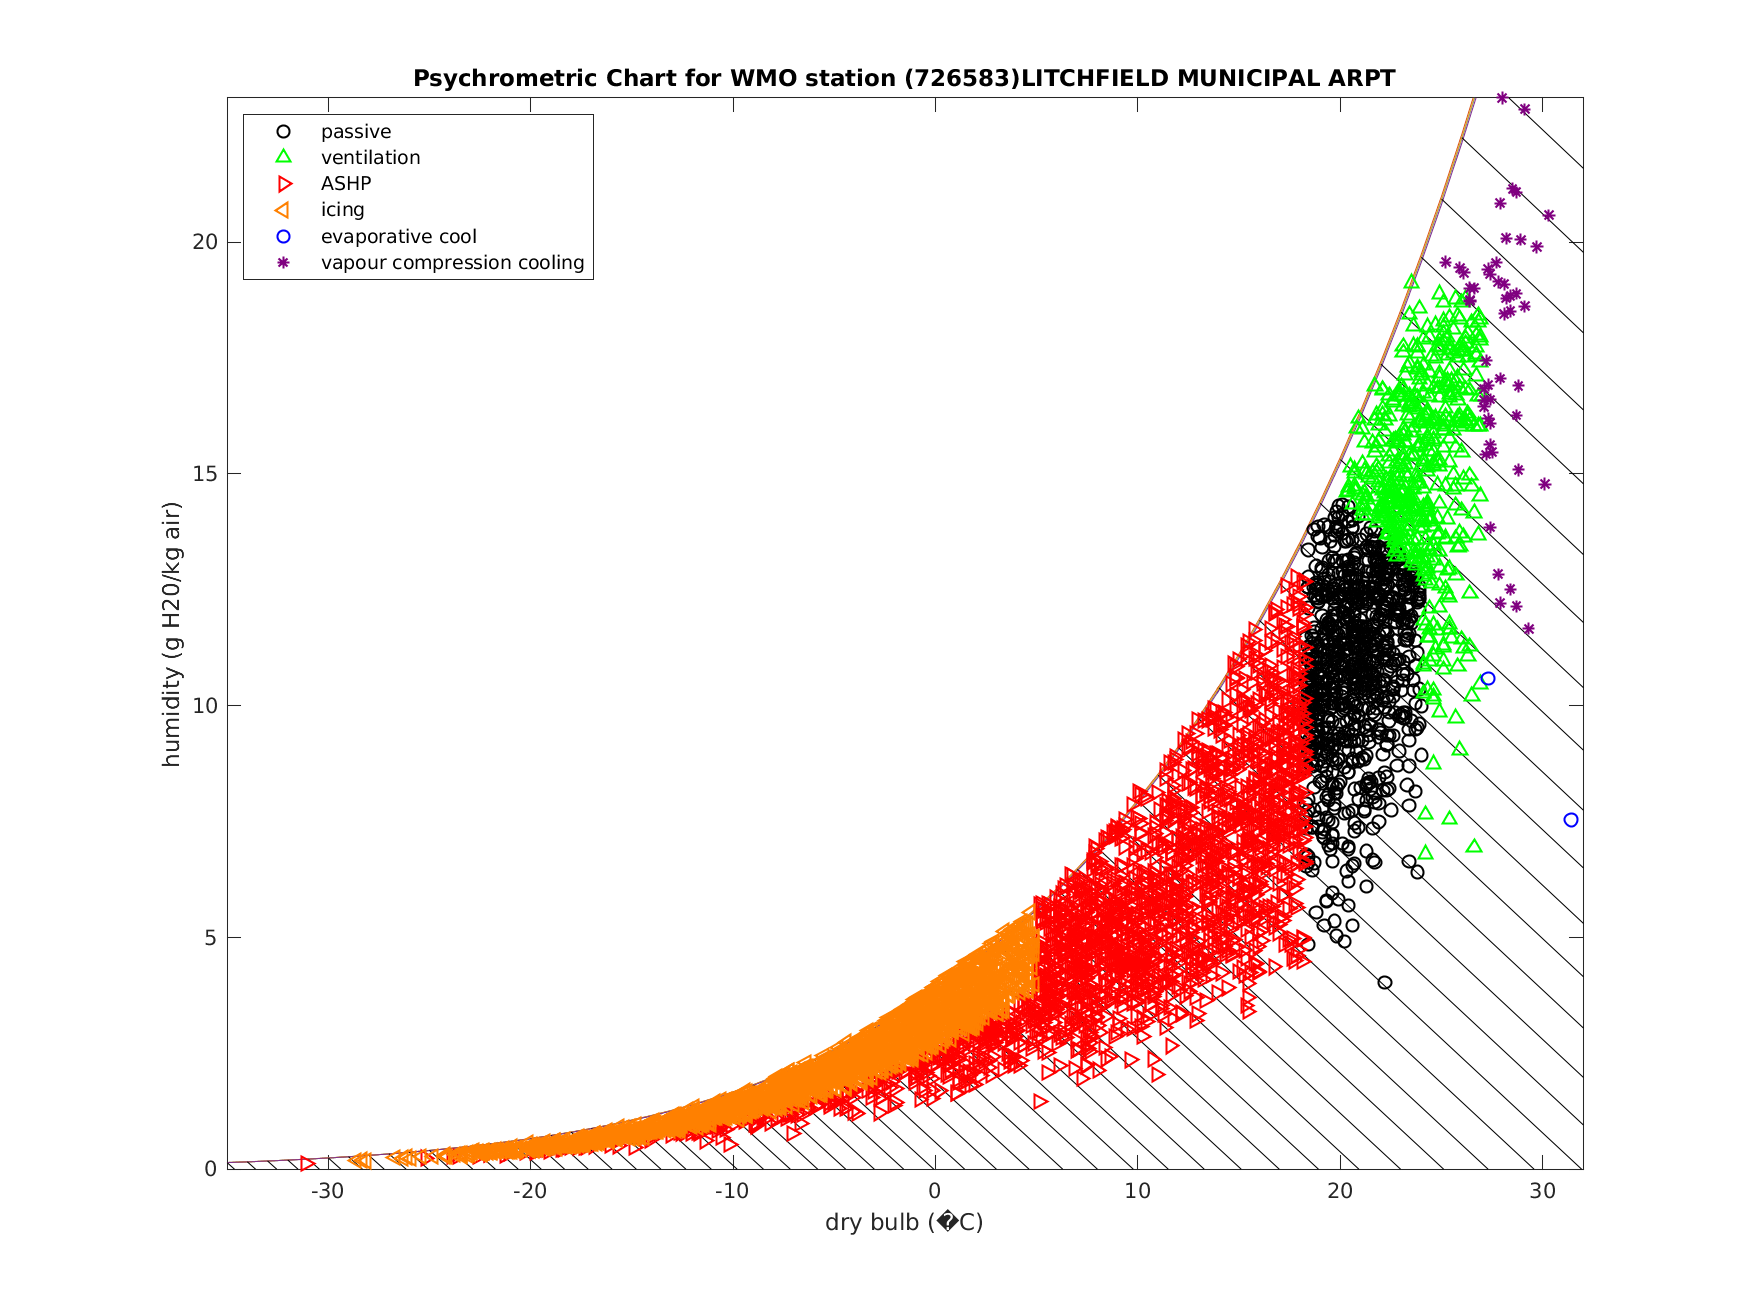 Psychrometric Chart for WMO station (726583)LITCHFIELD MUNICIPAL ARPT
passive
ventilation
ASHP
icing
evaporative cool
vapour compression cooling
20
15
10
5
0
humidity (g H20/kg air)
-30 -20 -10 0 10 20 30
dry bulb (�C)